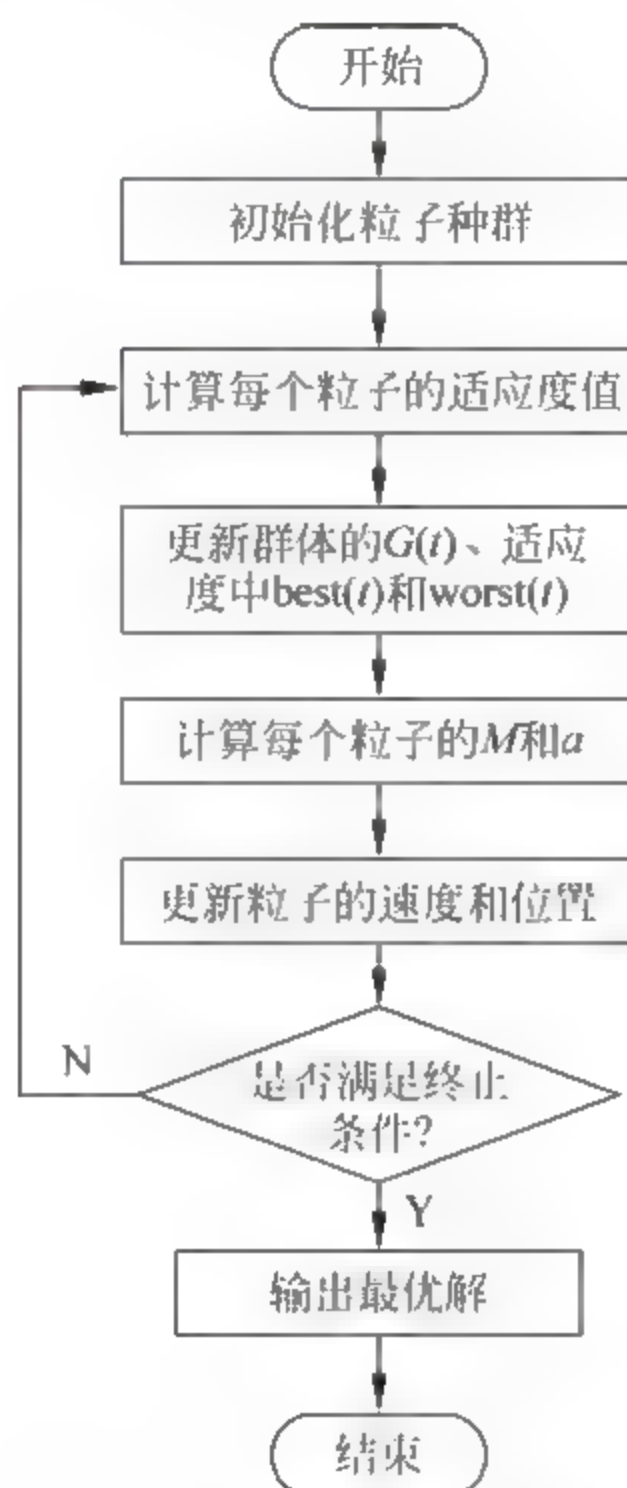 开始
初始化粒子种群
计算每个粒子的适应度值
更新群体的G(t)、适应
度中best(t)和worst(t)
计算每个粒子的M和a
更新粒子的速度和位置
是否满足终止
条件?
N
Y
输出最优解
结束